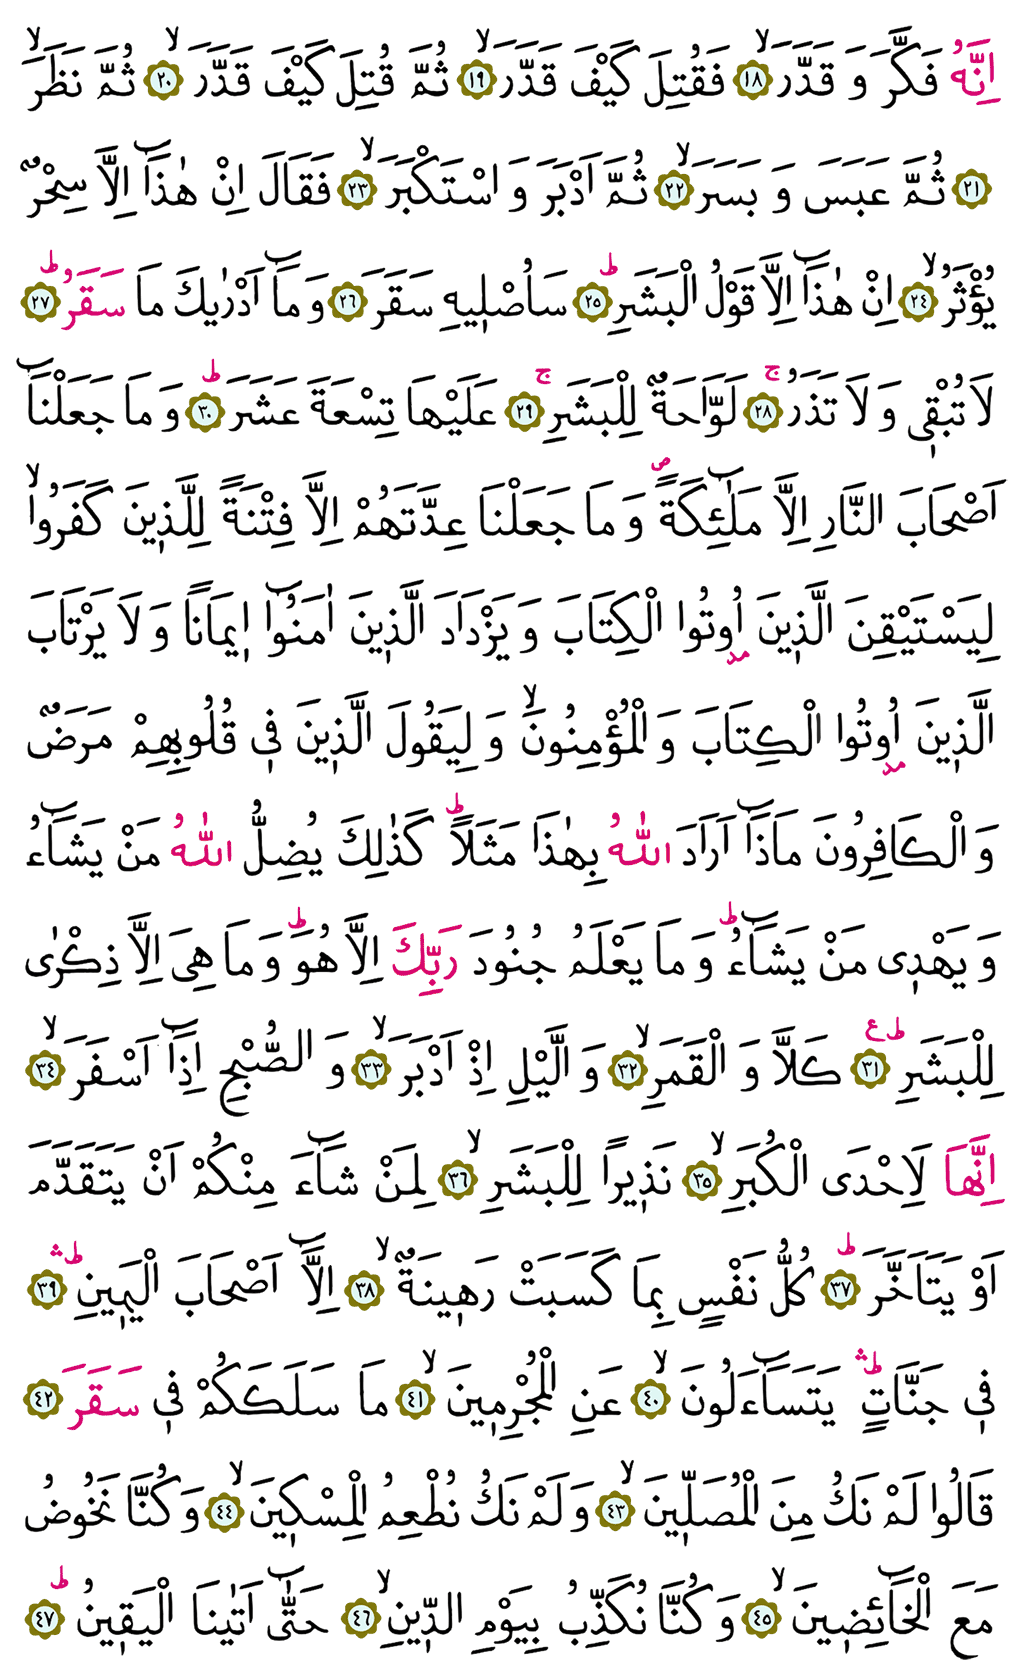 اِنَّهُ فَكَّرَ وَ قَدَّرَۙ ﴿١٨﴾ فَقُتِلَ كَيْفَ قَدَّرَۙ ﴿١٩﴾ ثُمَّ قُتِلَ كَيْفَ قَدَّرَۙ ﴿٢٠﴾ ثُمَّ نَظَرَۙ
﴿٢١﴾ ثُمَّ عَبَسَ وَ بَسَرَۙ ﴿٢٢﴾ ثُمَّ اَدْبَرَ وَ اسْتَكْبَرَۙ ﴿٢٣﴾ فَقَالَ اِنْ هٰذَٓا اِلَّا سِحْرٌ
يُؤْثَرُۙ ﴿٢٤﴾ اِنْ هٰذَٓا اِلَّا قَوْلُ الْبَشَرِؕ ﴿٢٥﴾ سَاُصْلٖيهِ سَقَرَ ﴿٢٦﴾ وَ مَٓا اَدْرٰيكَ مَا سَقَرُؕ ﴿٢٧﴾
لَا تُبْقٖى وَ لَا تَذَرُۚ ﴿٢٨﴾ لَوَّاحَةٌ لِلْبَشَرِۚ ﴿٢٩﴾ عَلَيْهَا تِسْعَةَ عَشَرَؕ ﴿٣٠﴾ وَ مَا جَعَلْنَٓا
اَصْحَابَ النَّارِ اِلَّا مَلٰٓئِكَةًࣕ وَ مَا جَعَلْنَا عِدَّتَهُمْ اِلَّا فِتْنَةً لِلَّذٖينَ كَفَرُواۙ
لِيَسْتَيْقِنَ الَّذٖينَ اُوتُوا الْكِتَابَ وَ يَزْدَادَ الَّذٖينَ اٰمَنُٓوا اٖيمَانًا وَ لَا يَرْتَابَ
الَّذٖينَ اُوتُوا الْكِتَابَ وَ الْمُؤْمِنُونَۙ وَ لِيَقُولَ الَّذٖينَ فٖى قُلُوبِهِمْ مَرَضٌ
وَ الْكَافِرُونَ مَاذَٓا اَرَادَ اللّٰهُ بِهٰذَا مَثَلًاؕ كَذٰلِكَ يُضِلُّ اللّٰهُ مَنْ يَشَٓاءُ
وَ يَهْدٖى مَنْ يَشَٓاءُؕ وَ مَا يَعْلَمُ جُنُودَ رَبِّكَ اِلَّا هُوَؕ وَ مَا هِىَ اِلَّا ذِكْرٰى
لِلْبَشَرِؕ ع ﴿٣١﴾ كَلَّا وَ الْقَمَرِۙ ﴿٣٢﴾ وَ الَّيْلِ اِذْ اَدْبَرَۙ ﴿٣٣﴾ وَ الصُّبْحِ اِذَٓا اَسْفَرَۙ ﴿٣٤﴾
اِنَّهَا لَاِحْدَى الْكُبَرِۙ ﴿٣٥﴾ نَذٖيرًا لِلْبَشَرِۙ ﴿٣٦﴾ لِمَنْ شَٓاءَ مِنْكُمْ اَنْ يَتَقَدَّمَ
اَوْ يَتَاَخَّرَؕ ﴿٣٧﴾ كُلُّ نَفْسٍ بِمَا كَسَبَتْ رَهٖينَةٌۙ ﴿٣٨﴾ اِلَّٓا اَصْحَابَ الْيَمٖينِؕۛ ﴿٣٩﴾
فٖى جَنَّاتٍؕۛ يَتَسَٓاءَلُونَۙ ﴿٤٠﴾ عَنِ الْمُجْرِمٖينَۙ ﴿٤١﴾ مَا سَلَكَكُمْ فٖى سَقَرَ ﴿٤٢﴾
قَالُوا لَمْ نَكُ مِنَ الْمُصَلّٖينَۙ ﴿٤٣﴾ وَ لَمْ نَكُ نُطْعِمُ الْمِسْكٖينَۙ ﴿٤٤﴾ وَ كُنَّا نَخُوضُ
مَعَ الْخَٓائِضٖينَۙ ﴿٤٥﴾ وَ كُنَّا نُكَذِّبُ بِيَوْمِ الدّٖينِۙ ﴿٤٦﴾ حَتّٰٓى اَتٰينَا الْيَقٖينُؕ ﴿٤٧﴾